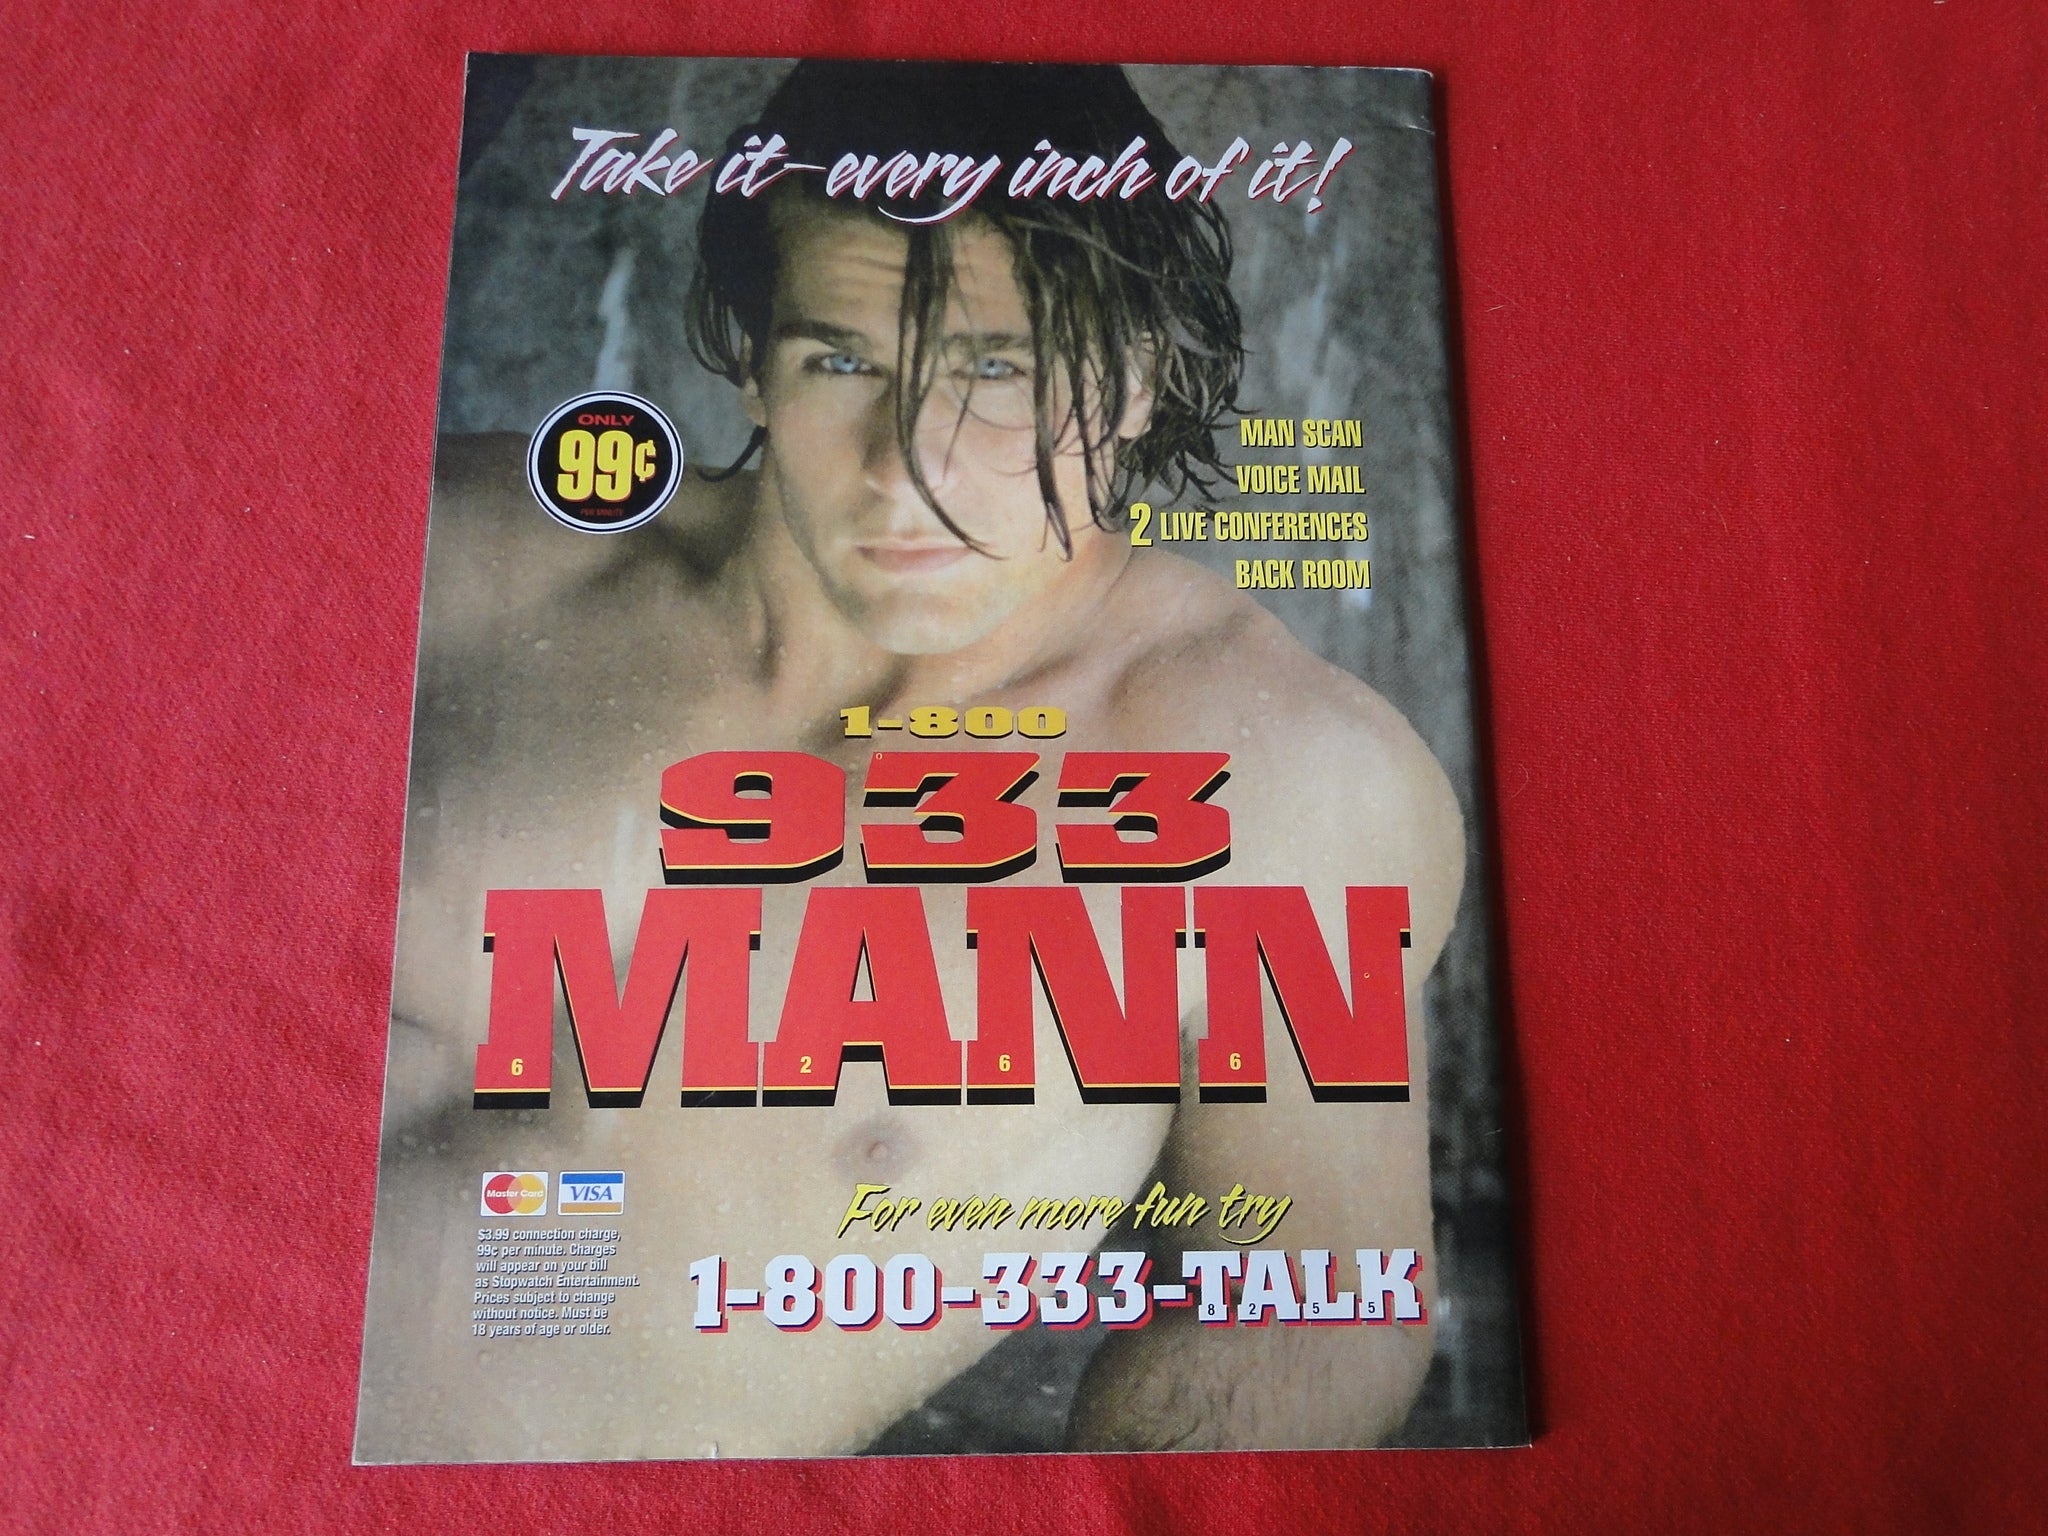 Take it-every inch of it!
ONLY
99¢
PER MINUTE
MAN SCAN
VOICE MAIL
2 LIVE CONFERENCES
BACK ROOM
1-800
933
MANN
6 2 6 6
MasterCard VISA
$3.99 connection charge,
99c per minute. Charges
will appear on your bill
as Stopwatch Entertainment.
Prices subject to change
without notice. Must be
18 years of age or older.
For even more fun try
1-800-333-TALK
8 2 5 5